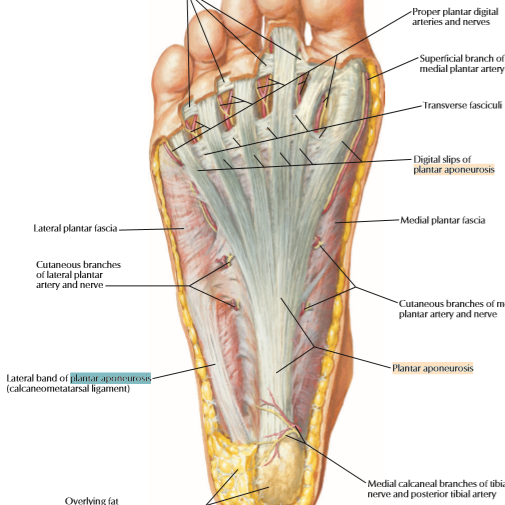 Proper plantar digital
arteries and nerves
Superficial branch of
medial plantar artery
Transverse fasciculi
Digital slips of
plantar aponeurosis
Lateral plantar fascia
Medial plantar fascia
Cutaneous branches
of lateral plantar
artery and nerve
Cutaneous branches of m
plantar artery and nerve
Plantar aponeurosis
Lateral band of plantar aponeurosis
(calcaneometatarsal ligament)
Medial calcaneal branches of tibia
nerve and posterior tibial artery
Overlying fat